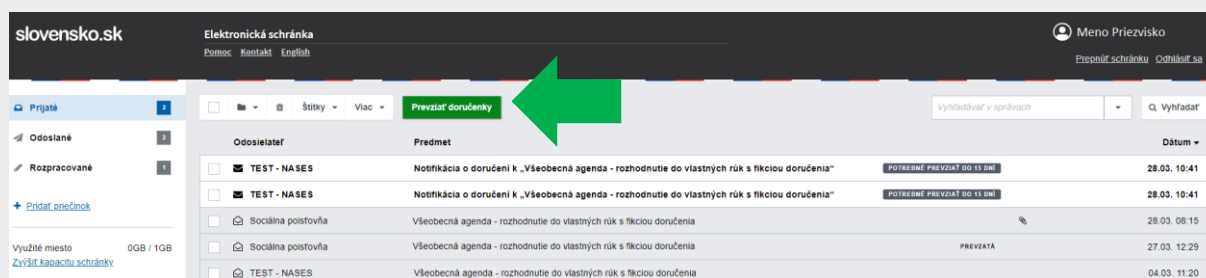 slovensko.sk
Elektronická schránka
Pomoc Kontakt English
Meno Priezvisko
Prepnúť schránku Odhlásiť sa
Prijaté 2
Odoslané 2
Rozpracované 1
+ Pridať priečinok
Využité miesto 0GB / 1GB
Zvýšiť kapacitu schránky
Štítky Viac Prevziať doručenky Vyhľadávať v správach Vyhľadať
Odosielateľ Predmet Dátum
TEST - NASES Notifikácia o doručení k „Všeobecná agenda - rozhodnutie do vlastných rúk s fikciou doručenia“ POTREBNÉ PREVZIAŤ DO 15 DNÍ 28.03. 10:41
TEST - NASES Notifikácia o doručení k „Všeobecná agenda - rozhodnutie do vlastných rúk s fikciou doručenia“ POTREBNÉ PREVZIAŤ DO 15 DNÍ 28.03. 10:41
Sociálna poistovňa Všeobecná agenda - rozhodnutie do vlastných rúk s fikciou doručenia 28.03. 08:15
Sociálna poistovňa Všeobecná agenda - rozhodnutie do vlastných rúk s fikciou doručenia PREVZATÁ 27.03. 12:29
TEST - NASES Všeobecná agenda - rozhodnutie do vlastných rúk s fikciou doručenia 04.03. 11:20